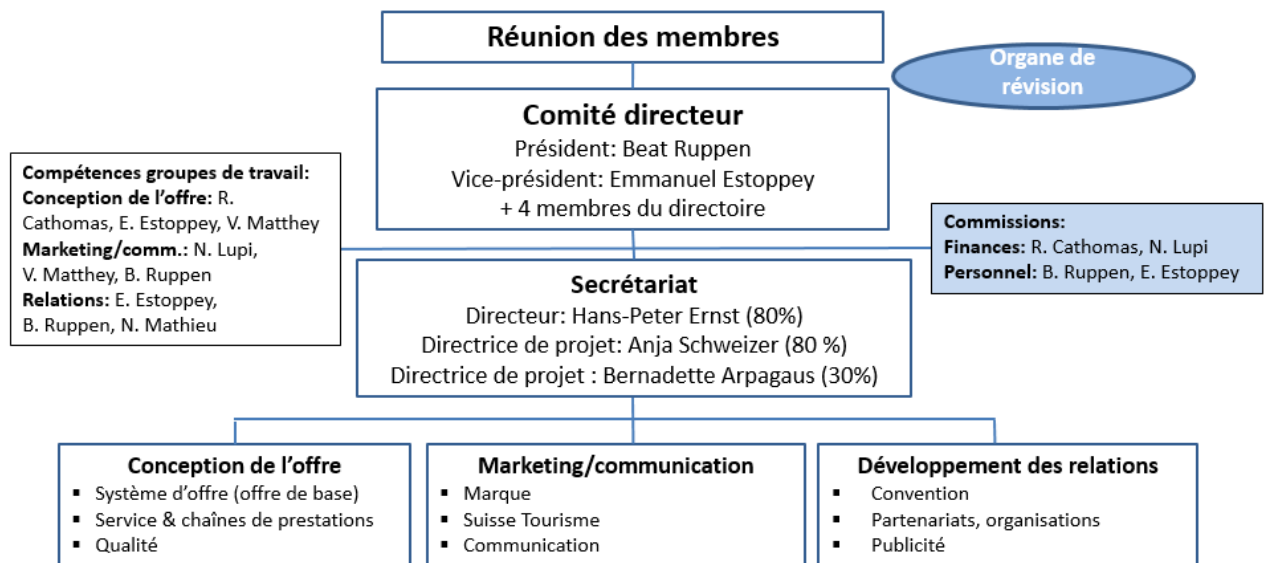 Réunion des membres
Organe de
révision
Comité directeur
Président: Beat Ruppen
Vice-président: Emmanuel Estoppey
+ 4 membres du directoire
Compétences groupes de travail:
Conception de l’offre: R.
Cathomas, E. Estoppey, V. Matthey
Marketing/comm.: N. Lupi,
V. Matthey, B. Ruppen
Relations: E. Estoppey,
B. Ruppen, N. Mathieu
Commissions:
Finances: R. Cathomas, N. Lupi
Personnel: B. Ruppen, E. Estoppey
Secrétariat
Directeur: Hans-Peter Ernst (80%)
Directrice de projet: Anja Schweizer (80 %)
Directrice de projet : Bernadette Arpagaus (30%)
Conception de l’offre
▪ Système d’offre (offre de base)
▪ Service & chaînes de prestations
▪ Qualité
Marketing/communication
▪ Marque
▪ Suisse Tourisme
▪ Communication
Développement des relations
▪ Convention
▪ Partenariats, organisations
▪ Publicité